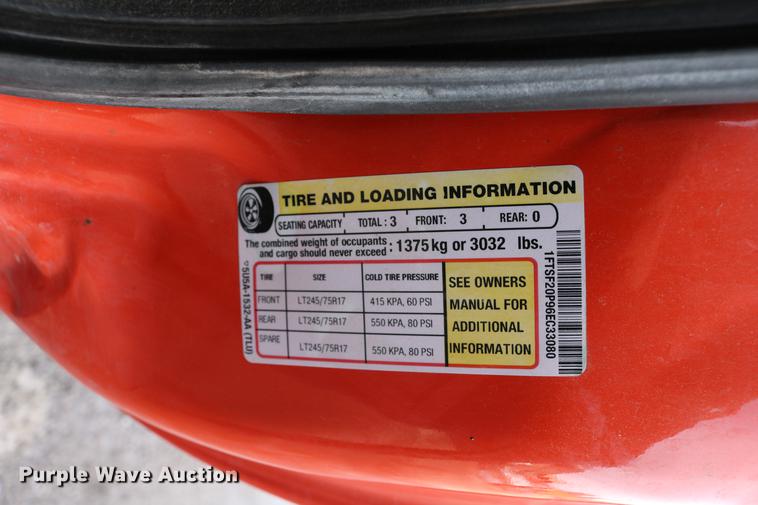 TIRE AND LOADING INFORMATION
SEATING CAPACITY TOTAL : 3 FRONT: 3 REAR: 0
The combined weight of occupants and cargo should never exceed : 1375 kg or 3032 lbs.
TIRE SIZE COLD TIRE PRESSURE
FRONT LT245/75R17 415 KPA, 60 PSI
REAR LT245/75R17 550 KPA, 80 PSI
SPARE LT245/75R17 550 KPA, 80 PSI
SEE OWNERS
MANUAL FOR
ADDITIONAL
INFORMATION
5U5A-1532-AA (TLU)
1FTSF20P96EC33080
Purple Wave Auction